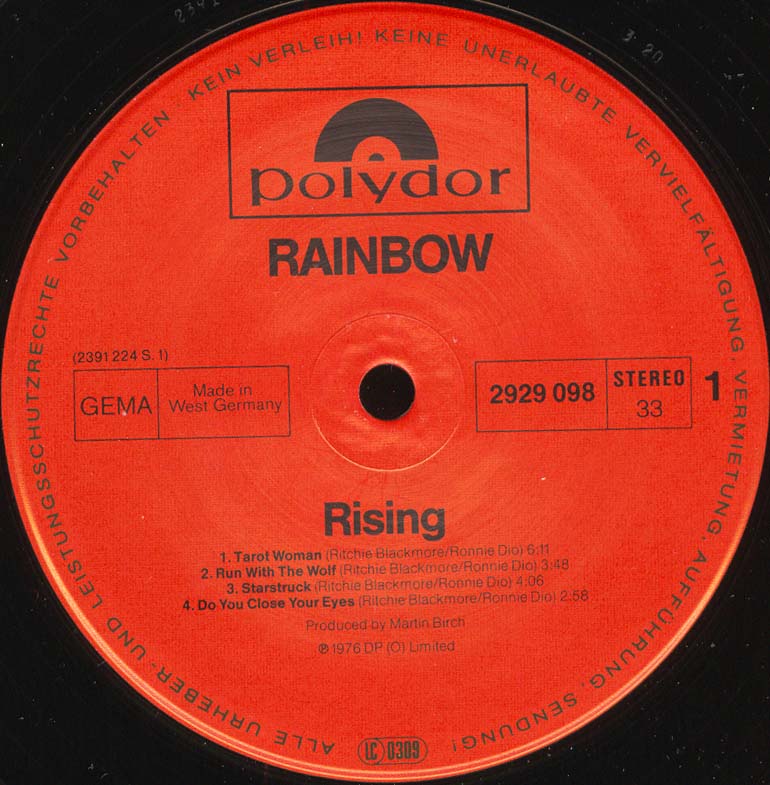 ALLE URHEBER- UND LEISTUNGSSCHUTZRECHTE VORBEHALTEN · KEIN VERLEIH! KEINE UNERLAUBTE VERVIELFÄLTIGUNG, VERMIETUNG, AUFFÜHRUNG, SENDUNG!
polydor
RAINBOW
(2391 224 S. 1)
GEMA
Made in
West Germany
2929 098
STEREO
33
1
Rising
1. Tarot Woman (Ritchie Blackmore/Ronnie Dio) 6:11
2. Run With The Wolf (Ritchie Blackmore/Ronnie Dio) 3:48
3. Starstruck (Ritchie Blackmore/Ronnie Dio) 4:06
4. Do You Close Your Eyes (Ritchie Blackmore/Ronnie Dio) 2:58
Produced by Martin Birch
℗ 1976 DP (O) Limited
LC 0309